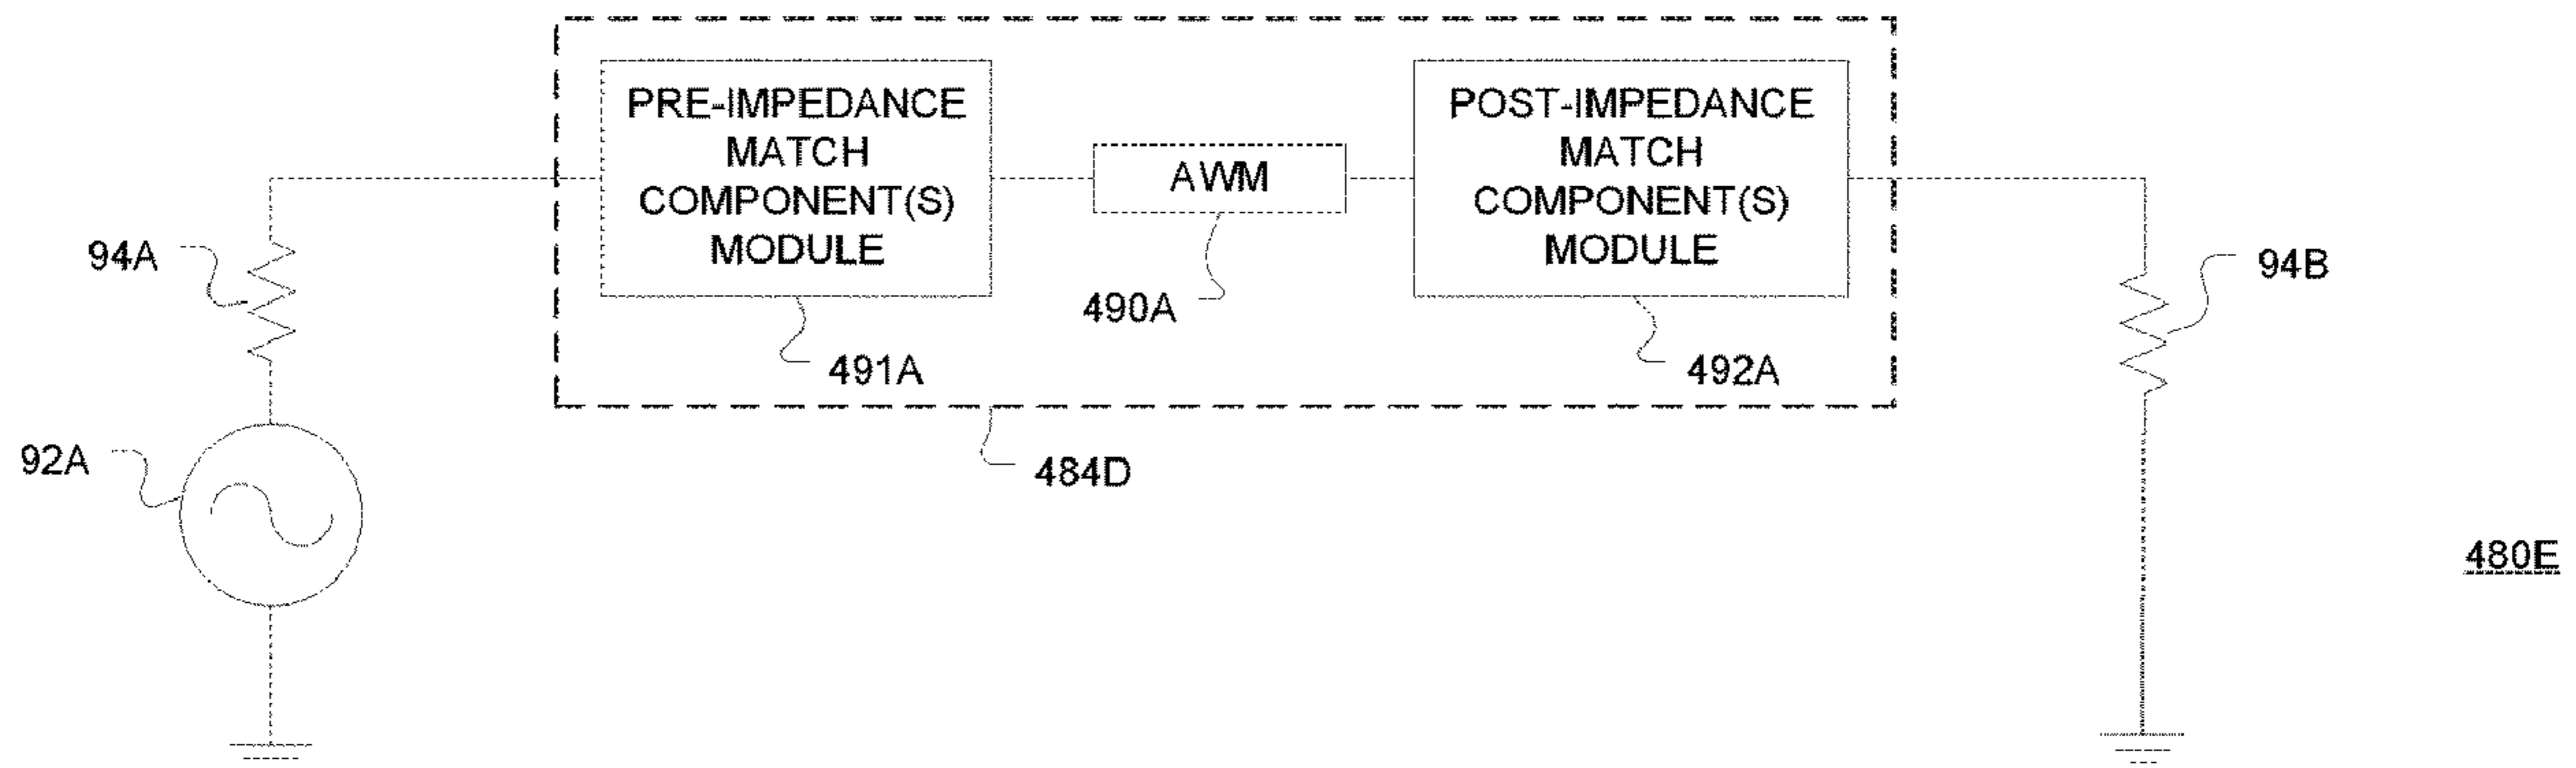 PRE-IMPEDANCE
MATCH
COMPONENT(S)
MODULE
AWM
POST-IMPEDANCE
MATCH
COMPONENT(S)
MODULE
94A
94B
490A
491A
492A
92A
484D
480E